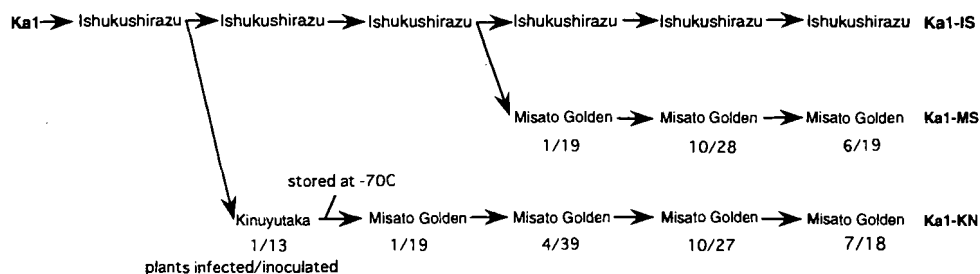 Ka1 Ishukushirazu Ishukushirazu Ishukushirazu Ishukushirazu Ishukushirazu Ishukushirazu Ka1-IS
Misato Golden Misato Golden Misato Golden Ka1-MS
1/19 10/28 6/19
stored at -70C
Kinuyutaka Misato Golden Misato Golden Misato Golden Misato Golden Ka1-KN
1/13 1/19 4/39 10/27 7/18
plants infected/inoculated